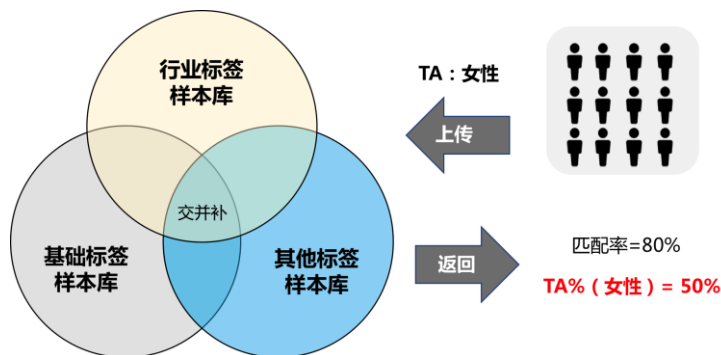 行业标签
样本库
TA：女性
上传
交并补
基础标签
样本库
其他标签
样本库
返回
匹配率=80%
TA%（女性）= 50%